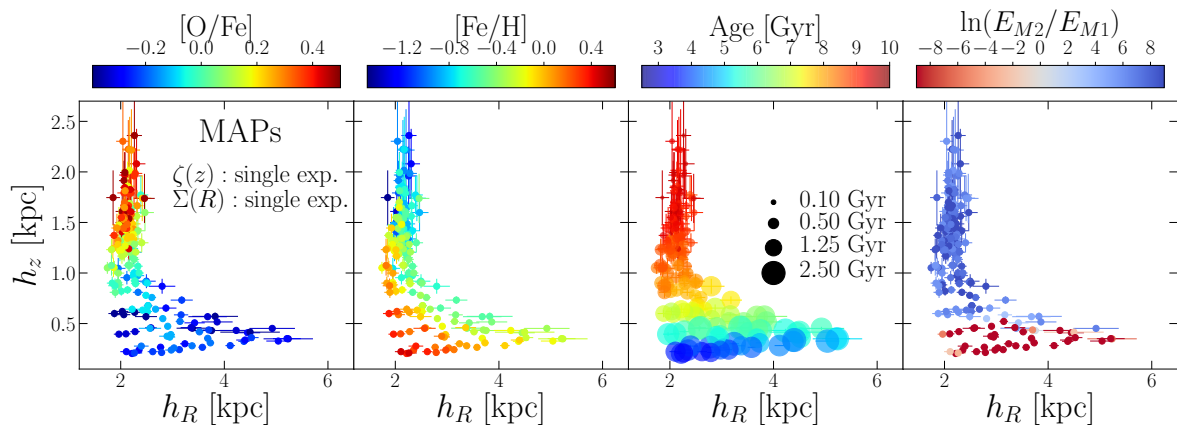 [O/Fe] [Fe/H] Age [Gyr] ln(E_{M2}/E_{M1})
−0.2 0.0 0.2 0.4 −1.2 −0.8 −0.4 0.0 0.4 3 4 5 6 7 8 9 10 −8 −6 −4 −2 0 2 4 6 8
MAPs
ζ(z) : single exp.
Σ(R) : single exp.
0.10 Gyr
0.50 Gyr
1.25 Gyr
2.50 Gyr
2.5
2.0
1.5
1.0
0.5
h_z [kpc]
2 4 6 2 4 6 2 4 6 2 4 6
h_R [kpc] h_R [kpc] h_R [kpc] h_R [kpc]